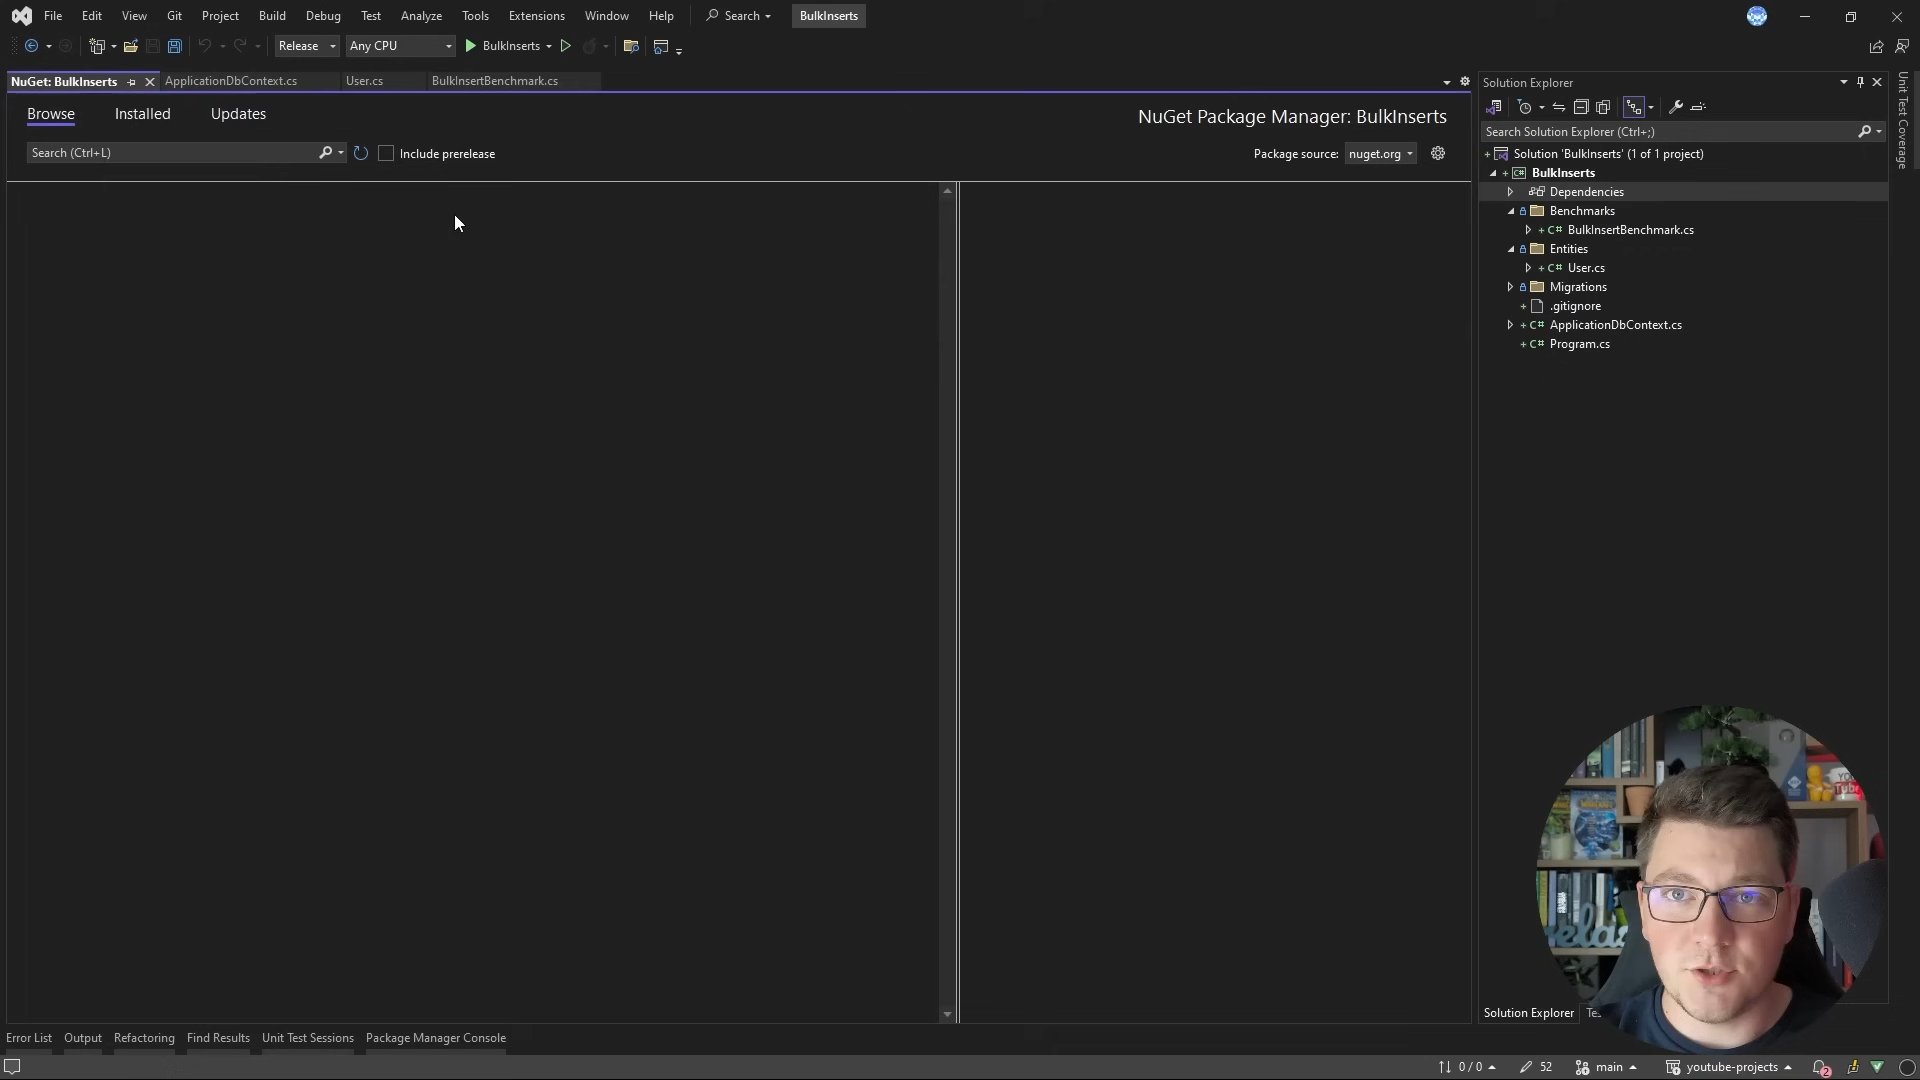 File Edit View Git Project Build Debug Test Analyze Tools Extensions Window Help Search BulkInserts
Release Any CPU BulkInserts
NuGet: BulkInserts ApplicationDbContext.cs User.cs BulkInsertBenchmark.cs
Browse Installed Updates
NuGet Package Manager: BulkInserts
Search (Ctrl+L) Include prerelease Package source: nuget.org
Solution Explorer
Search Solution Explorer (Ctrl+;)
Solution 'BulkInserts' (1 of 1 project)
BulkInserts
Dependencies
Benchmarks
C# BulkInsertBenchmark.cs
Entities
C# User.cs
Migrations
.gitignore
C# ApplicationDbContext.cs
C# Program.cs
Unit Test Coverage
Solution Explorer
Error List Output Refactoring Find Results Unit Test Sessions Package Manager Console
0 / 0 52 main youtube-projects 2